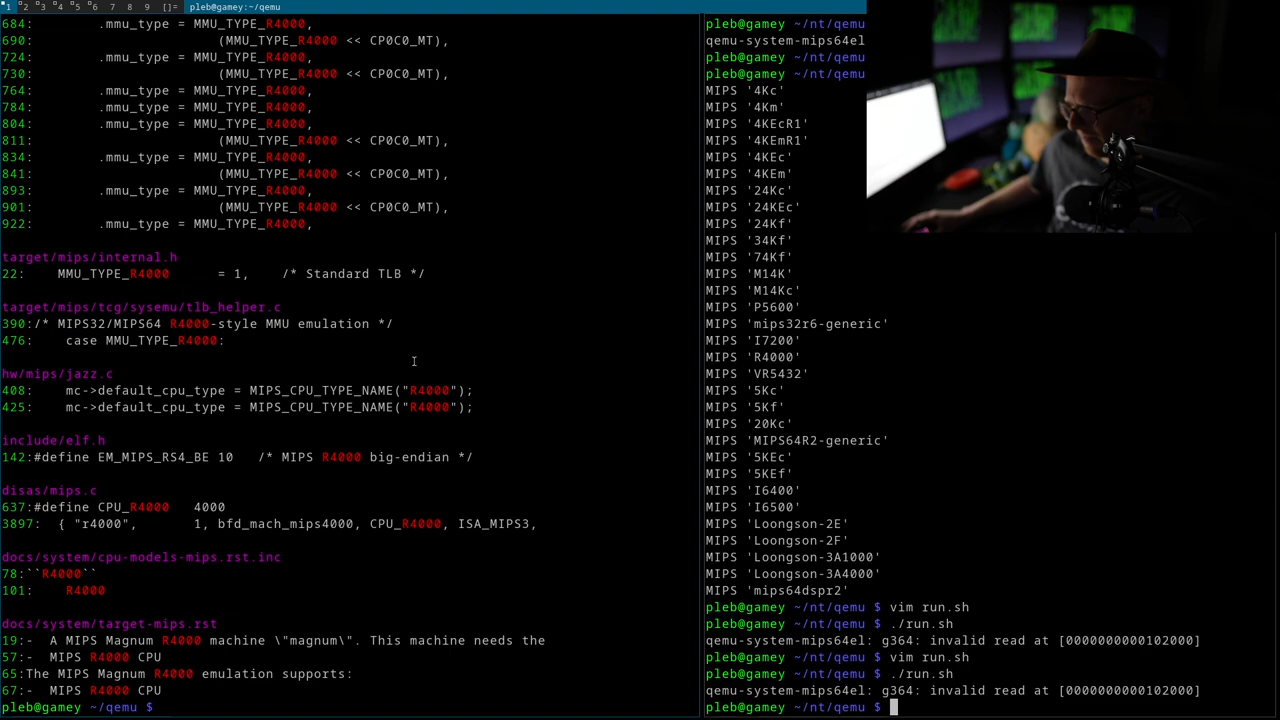 1 2 3 4 5 6 7 8 9 []= pleb@gamey:~/qemu
684: .mmu_type = MMU_TYPE_R4000,
690: (MMU_TYPE_R4000 << CP0C0_MT),
724: .mmu_type = MMU_TYPE_R4000,
730: (MMU_TYPE_R4000 << CP0C0_MT),
764: .mmu_type = MMU_TYPE_R4000,
784: .mmu_type = MMU_TYPE_R4000,
804: .mmu_type = MMU_TYPE_R4000,
811: (MMU_TYPE_R4000 << CP0C0_MT),
834: .mmu_type = MMU_TYPE_R4000,
841: (MMU_TYPE_R4000 << CP0C0_MT),
893: .mmu_type = MMU_TYPE_R4000,
901: (MMU_TYPE_R4000 << CP0C0_MT),
922: .mmu_type = MMU_TYPE_R4000,
target/mips/internal.h
22: MMU_TYPE_R4000 = 1, /* Standard TLB */
target/mips/tcg/sysemu/tlb_helper.c
390:/* MIPS32/MIPS64 R4000-style MMU emulation */
476: case MMU_TYPE_R4000:
hw/mips/jazz.c
408: mc->default_cpu_type = MIPS_CPU_TYPE_NAME("R4000");
425: mc->default_cpu_type = MIPS_CPU_TYPE_NAME("R4000");
include/elf.h
142:#define EM_MIPS_RS4_BE 10 /* MIPS R4000 big-endian */
disas/mips.c
637:#define CPU_R4000 4000
3897: { "r4000", 1, bfd_mach_mips4000, CPU_R4000, ISA_MIPS3,
docs/system/cpu-models-mips.rst.inc
78:``R4000``
101: R4000
docs/system/target-mips.rst
19:- A MIPS Magnum R4000 machine \"magnum\". This machine needs the
57:- MIPS R4000 CPU
65:The MIPS Magnum R4000 emulation supports:
67:- MIPS R4000 CPU
pleb@gamey ~/qemu $
pleb@gamey ~/nt/qemu
qemu-system-mips64el
pleb@gamey ~/nt/qemu
pleb@gamey ~/nt/qemu
MIPS '4Kc'
MIPS '4Km'
MIPS '4KEcR1'
MIPS '4KEmR1'
MIPS '4KEc'
MIPS '4KEm'
MIPS '24Kc'
MIPS '24KEc'
MIPS '24Kf'
MIPS '34Kf'
MIPS '74Kf'
MIPS 'M14K'
MIPS 'M14Kc'
MIPS 'P5600'
MIPS 'mips32r6-generic'
MIPS 'I7200'
MIPS 'R4000'
MIPS 'VR5432'
MIPS '5Kc'
MIPS '5Kf'
MIPS '20Kc'
MIPS 'MIPS64R2-generic'
MIPS '5KEc'
MIPS '5KEf'
MIPS 'I6400'
MIPS 'I6500'
MIPS 'Loongson-2E'
MIPS 'Loongson-2F'
MIPS 'Loongson-3A1000'
MIPS 'Loongson-3A4000'
MIPS 'mips64dspr2'
pleb@gamey ~/nt/qemu $ vim run.sh
pleb@gamey ~/nt/qemu $ ./run.sh
qemu-system-mips64el: g364: invalid read at [0000000000102000]
pleb@gamey ~/nt/qemu $ vim run.sh
pleb@gamey ~/nt/qemu $ ./run.sh
qemu-system-mips64el: g364: invalid read at [0000000000102000]
pleb@gamey ~/nt/qemu $